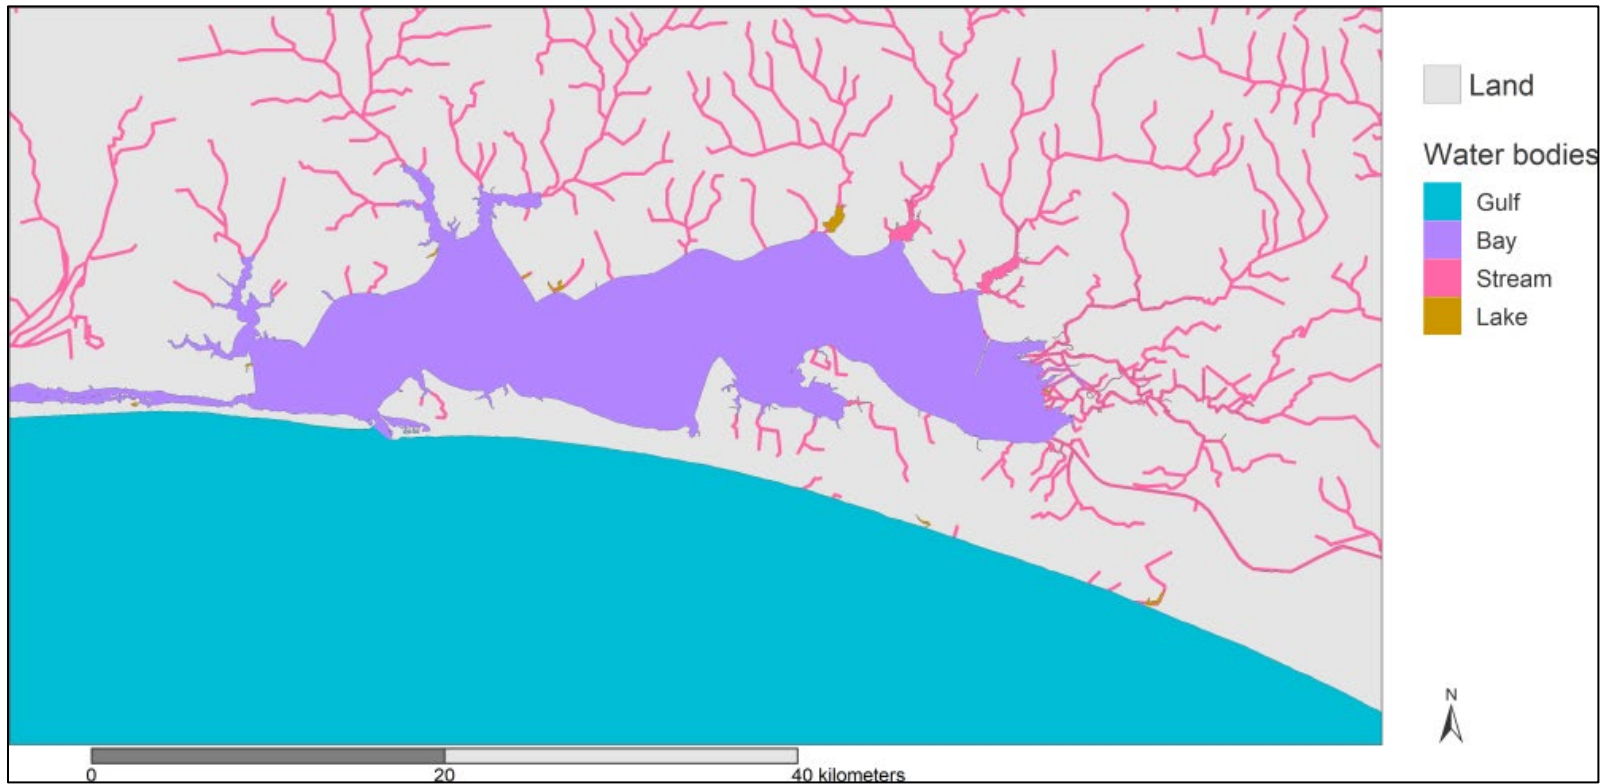 Land
Water bodies
Gulf
Bay
Stream
Lake
N
0 20 40 kilometers